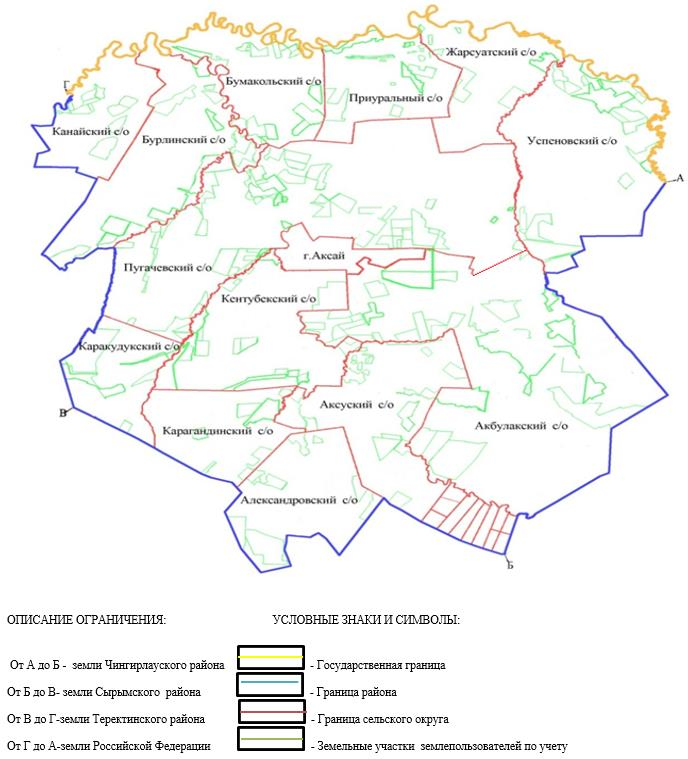 Жарсуатский с/о
Бумакольский с/о
Г
Приуральный с/о
Канайский с/о
Бурлинский с/о
Успеновский с/о
А
г.Аксай
Пугачевский с/о
Кентубекский с/о
Каракудукский с/о
Аксуский с/о
В
Карагандинский с/о
Акбулакский с/о
Александровский с/о
Б
ОПИСАНИЕ ОГРАНИЧЕНИЯ: УСЛОВНЫЕ ЗНАКИ И СИМВОЛЫ:
От А до Б - земли Чингирлауского района - Государственная граница
От Б до В- земли Сырымского района - Граница района
От В до Г-земли Теректинского района - Граница сельского округа
От Г до А-земли Российской Федерации - Земельные участки землепользователей по учету